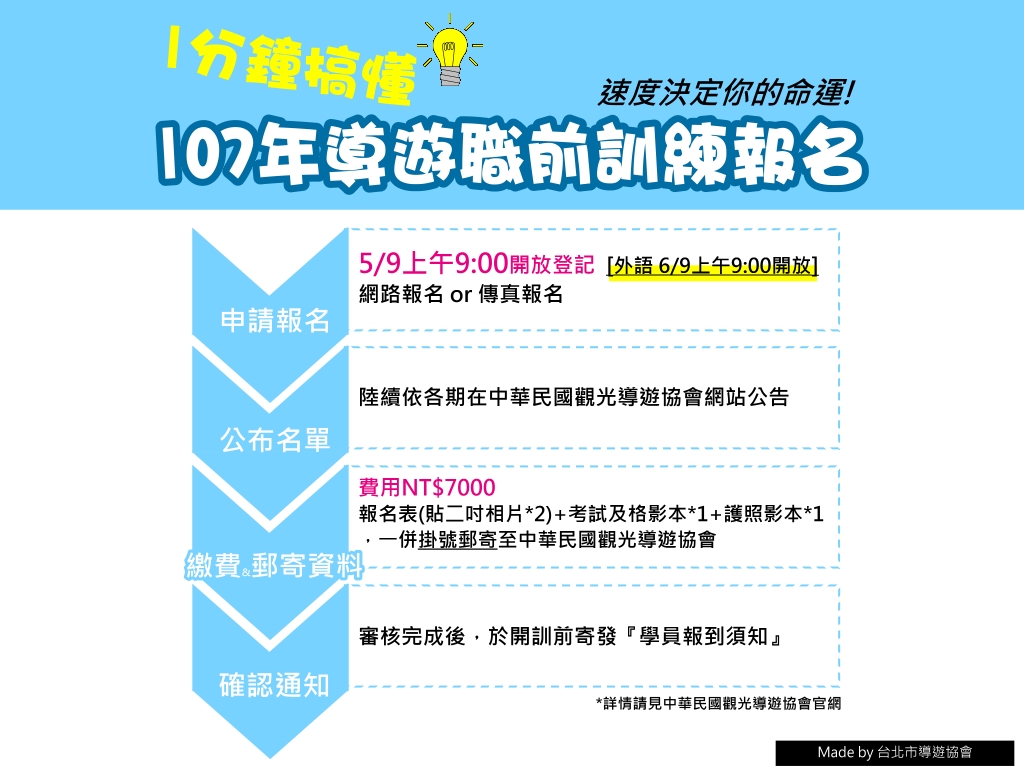 1分鐘搞懂
速度決定你的命運!
107年導遊職前訓練報名
5/9上午9:00開放登記 [外語 6/9上午9:00開放]
網路報名 or 傳真報名
申請報名
陸續依各期在中華民國觀光導遊協會網站公告
公布名單
費用NT$7000
報名表(貼二吋相片*2)+考試及格影本*1+護照影本*1
，一併掛號郵寄至中華民國觀光導遊協會
繳費&郵寄資料
審核完成後，於開訓前寄發『學員報到須知』
確認通知
*詳情請見中華民國觀光導遊協會官網
Made by 台北市導遊協會